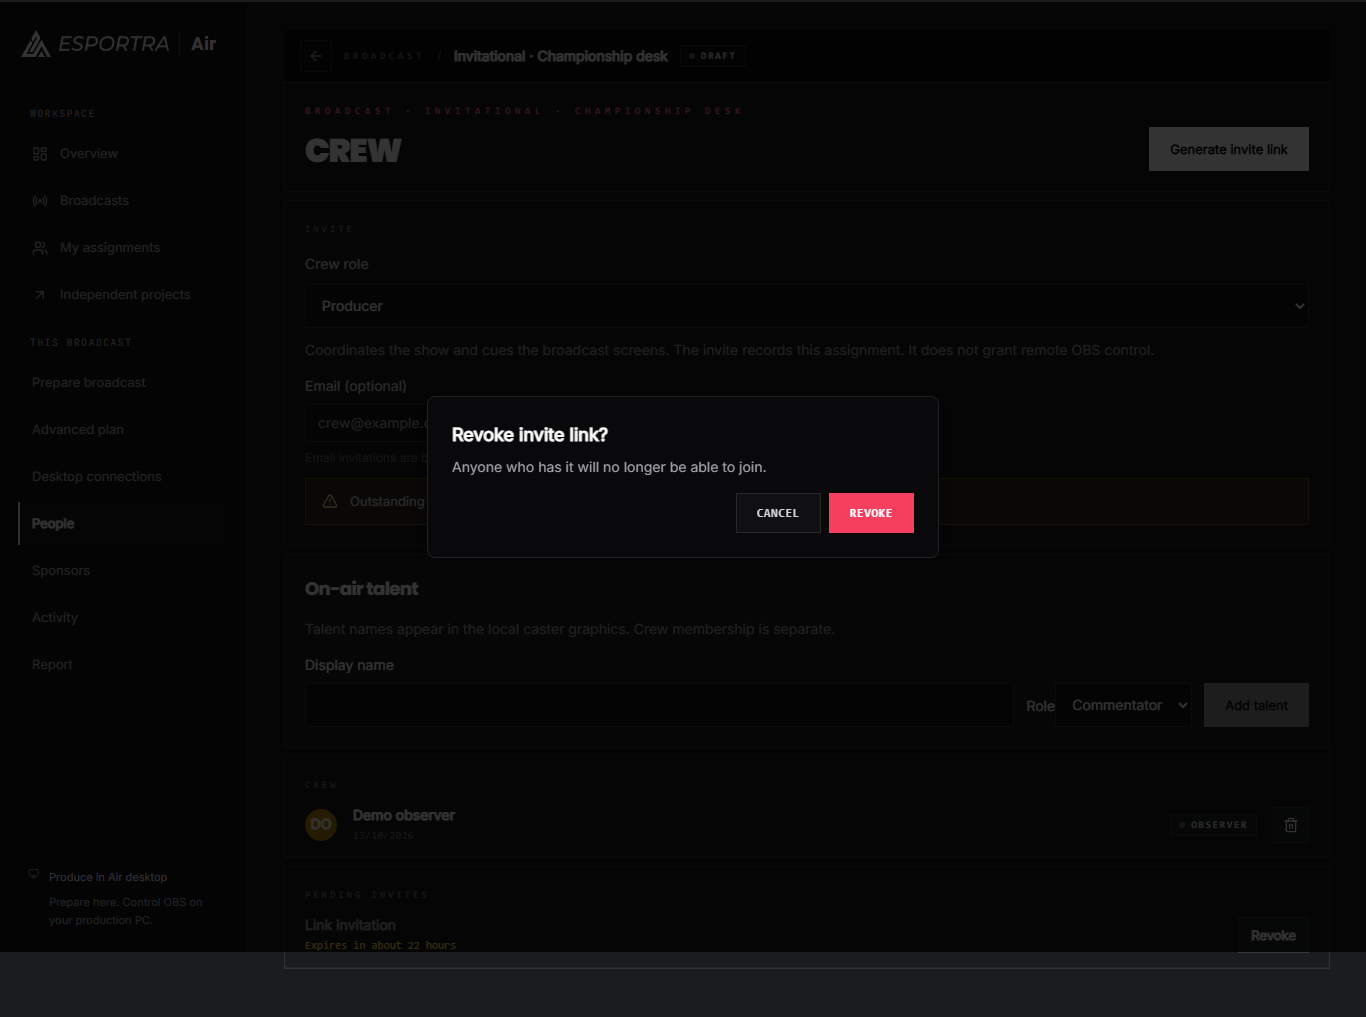 ESPORTRA Air
WORKSPACE
Overview
Broadcasts
My assignments
Independent projects
THIS BROADCAST
Prepare broadcast
Advanced plan
Desktop connections
People
Sponsors
Activity
Report
Produce in Air desktop
Prepare here. Control OBS on
your production PC.
BROADCAST / Invitational · Championship desk DRAFT
BROADCAST · INVITATIONAL · CHAMPIONSHIP DESK
CREW
Generate invite link
INVITE
Crew role
Producer
Coordinates the show and cues the broadcast screens. The invite records this assignment. It does not grant remote OBS control.
Email (optional)
crew@example.
Email invitations are
Outstanding
Revoke invite link?
Anyone who has it will no longer be able to join.
CANCEL REVOKE
On-air talent
Talent names appear in the local caster graphics. Crew membership is separate.
Display name
Role Commentator Add talent
CREW
DO Demo observer
13/10/2026
OBSERVER
PENDING INVITES
Link invitation
Expires in about 22 hours
Revoke